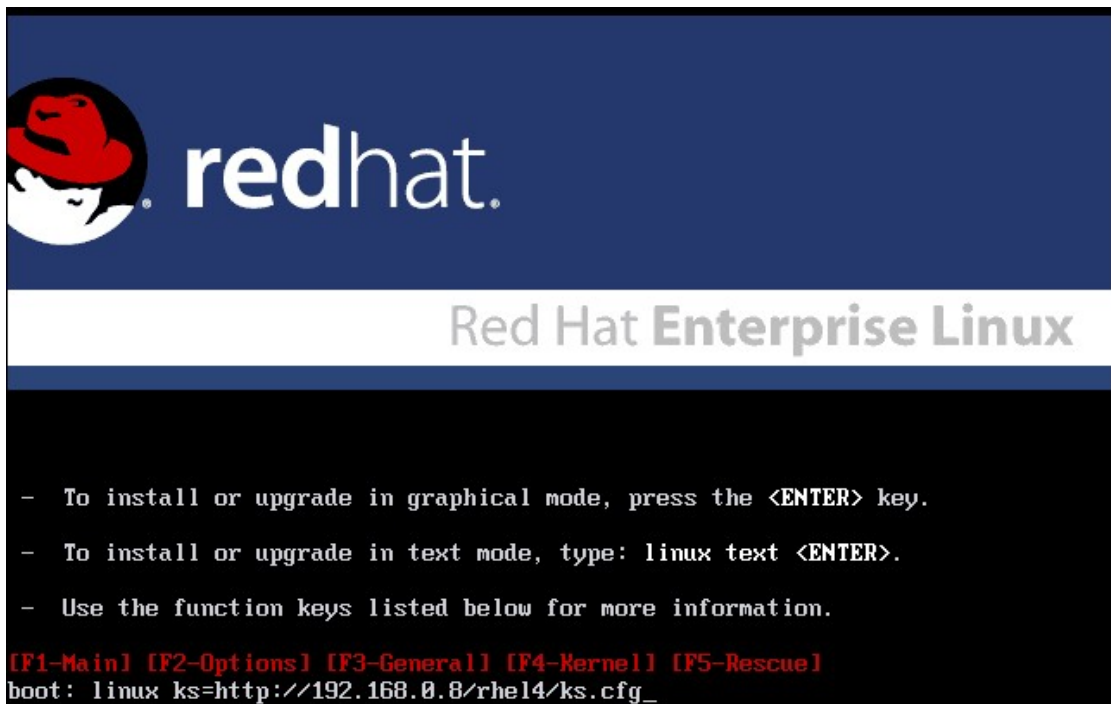 redhat.
Red Hat Enterprise Linux
- To install or upgrade in graphical mode, press the <ENTER> key.
- To install or upgrade in text mode, type: linux text <ENTER>.
- Use the function keys listed below for more information.
[F1-Main] [F2-Options] [F3-General] [F4-Kernel] [F5-Rescue]
boot: linux ks=http://192.168.0.8/rhel4/ks.cfg_